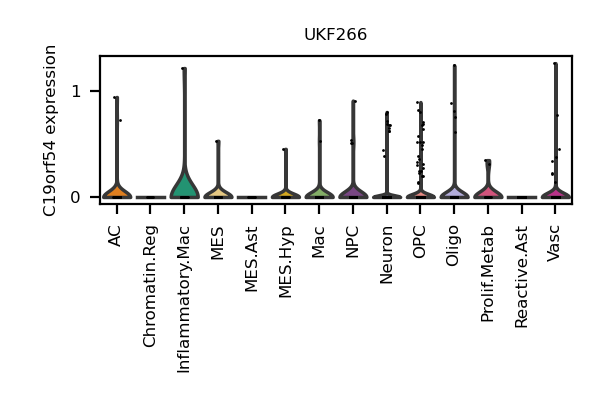 UKF266
C19orf54 expression
1
0
AC
Chromatin.Reg
Inflammatory.Mac
MES
MES.Ast
MES.Hyp
Mac
NPC
Neuron
OPC
Oligo
Prolif.Metab
Reactive.Ast
Vasc